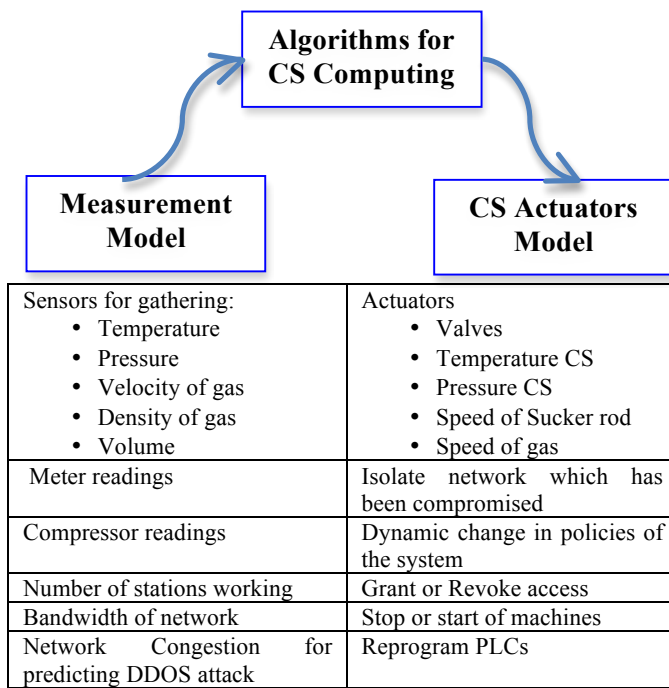 Algorithms for
CS Computing
Measurement
Model
CS Actuators
Model
Sensors for gathering:
• Temperature
• Pressure
• Velocity of gas
• Density of gas
• Volume
Actuators
• Valves
• Temperature CS
• Pressure CS
• Speed of Sucker rod
• Speed of gas
Meter readings
Isolate network which has
been compromised
Compressor readings
Dynamic change in policies of
the system
Number of stations working
Grant or Revoke access
Bandwidth of network
Stop or start of machines
Network Congestion for
predicting DDOS attack
Reprogram PLCs